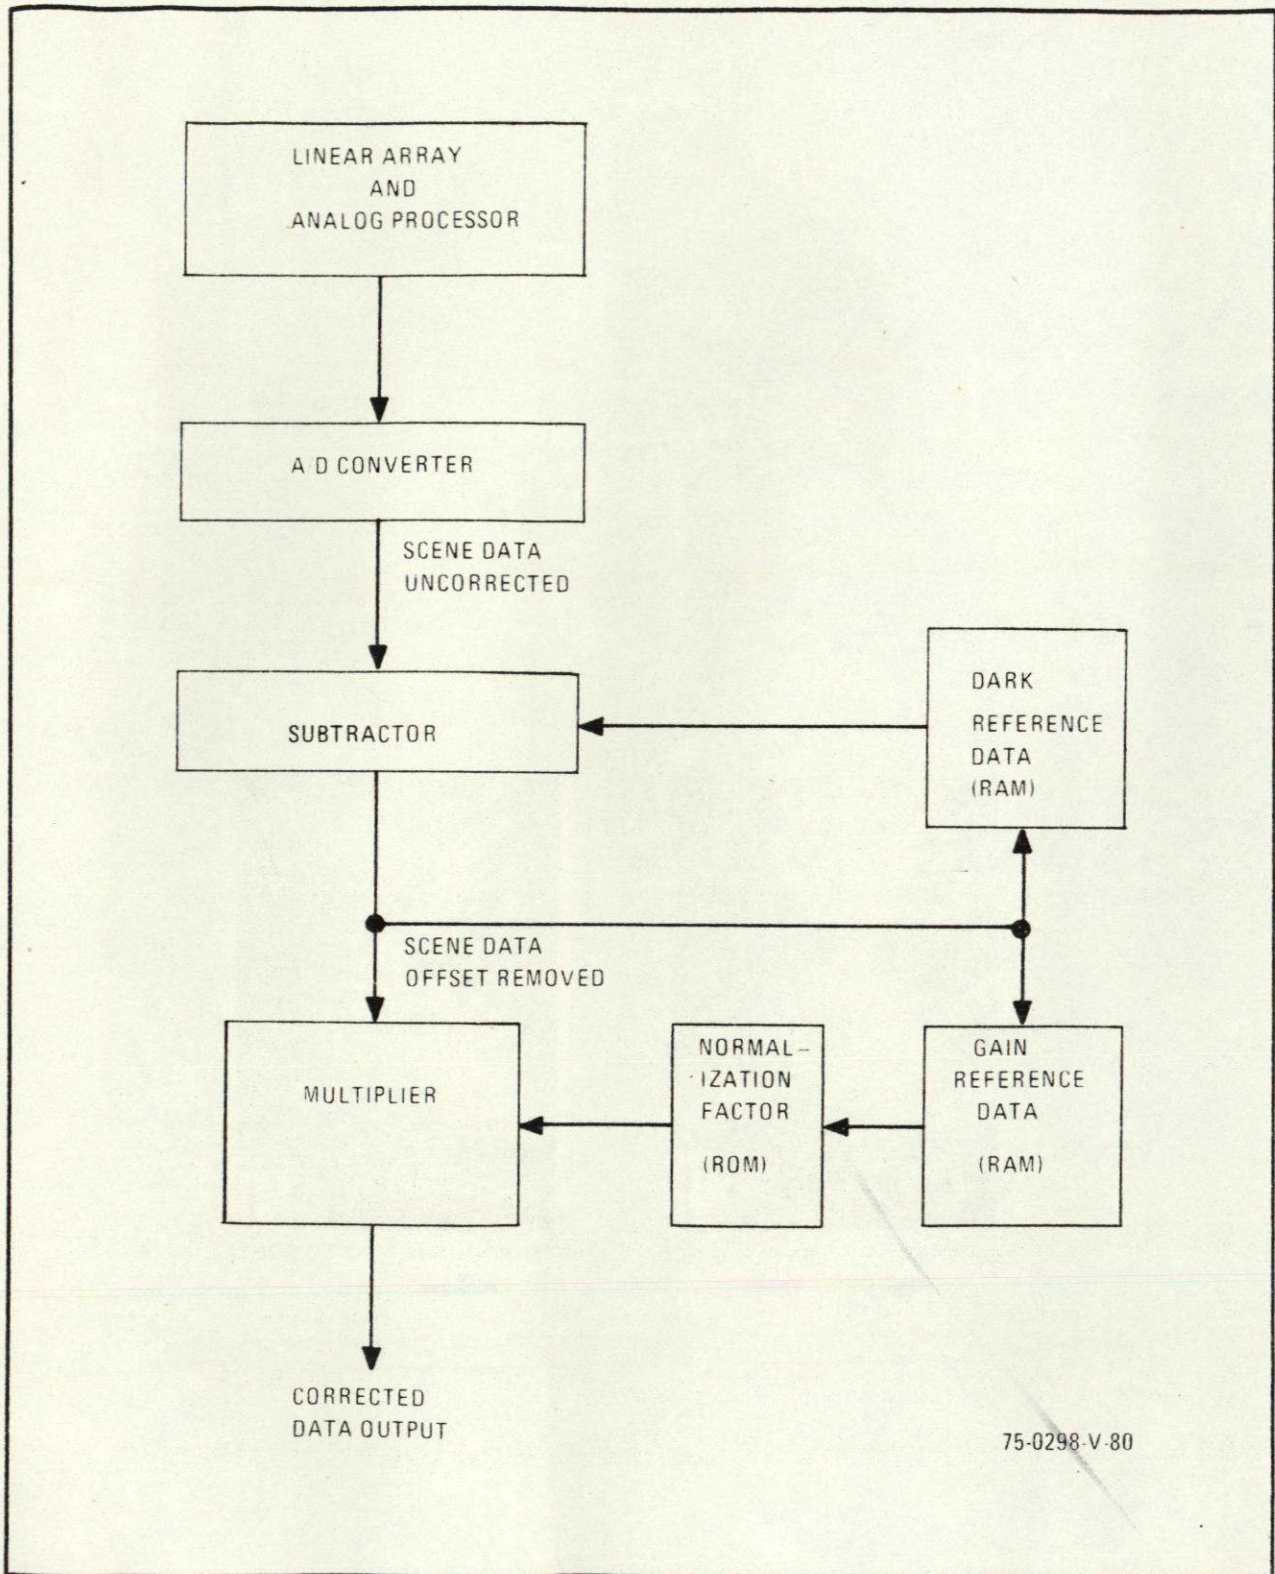 LINEAR ARRAY
AND
ANALOG PROCESSOR
A/D CONVERTER
SCENE DATA
UNCORRECTED
SUBTRACTOR
DARK
REFERENCE
DATA
(RAM)
SCENE DATA
OFFSET REMOVED
MULTIPLIER
NORMAL-
IZATION
FACTOR
(ROM)
GAIN
REFERENCE
DATA
(RAM)
CORRECTED
DATA OUTPUT
75-0298-V-80